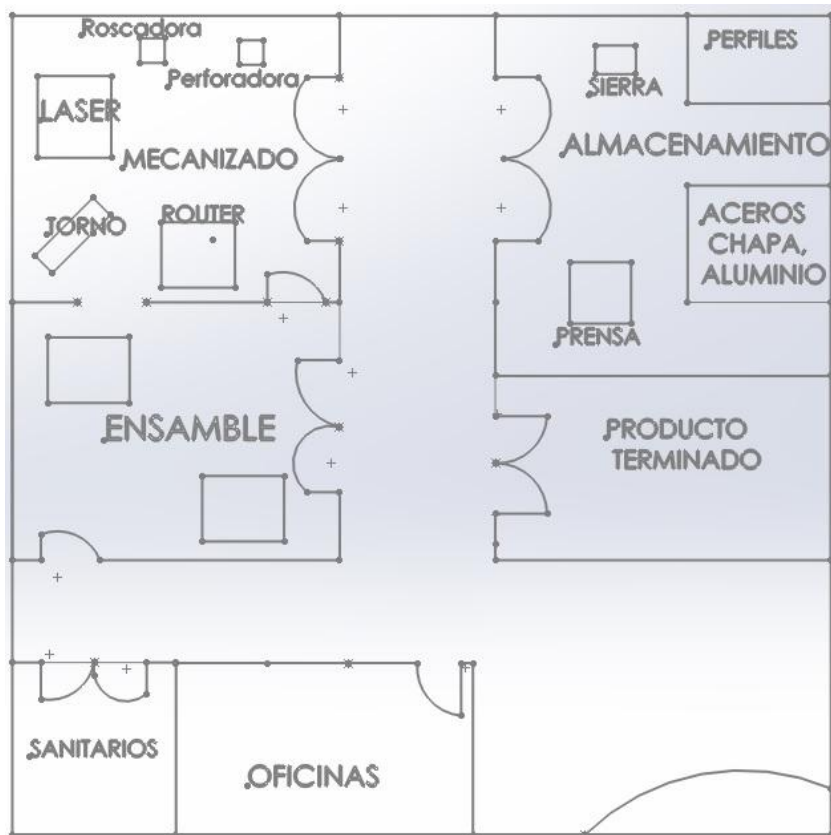 Roscadora
Perforadora
LASER
MECANIZADO
TORNO
ROUTER
SIERRA
PERFILES
ALMACENAMIENTO
ACEROS
CHAPA,
ALUMINIO
PRENSA
ENSAMBLE
PRODUCTO
TERMINADO
SANITARIOS
OFICINAS